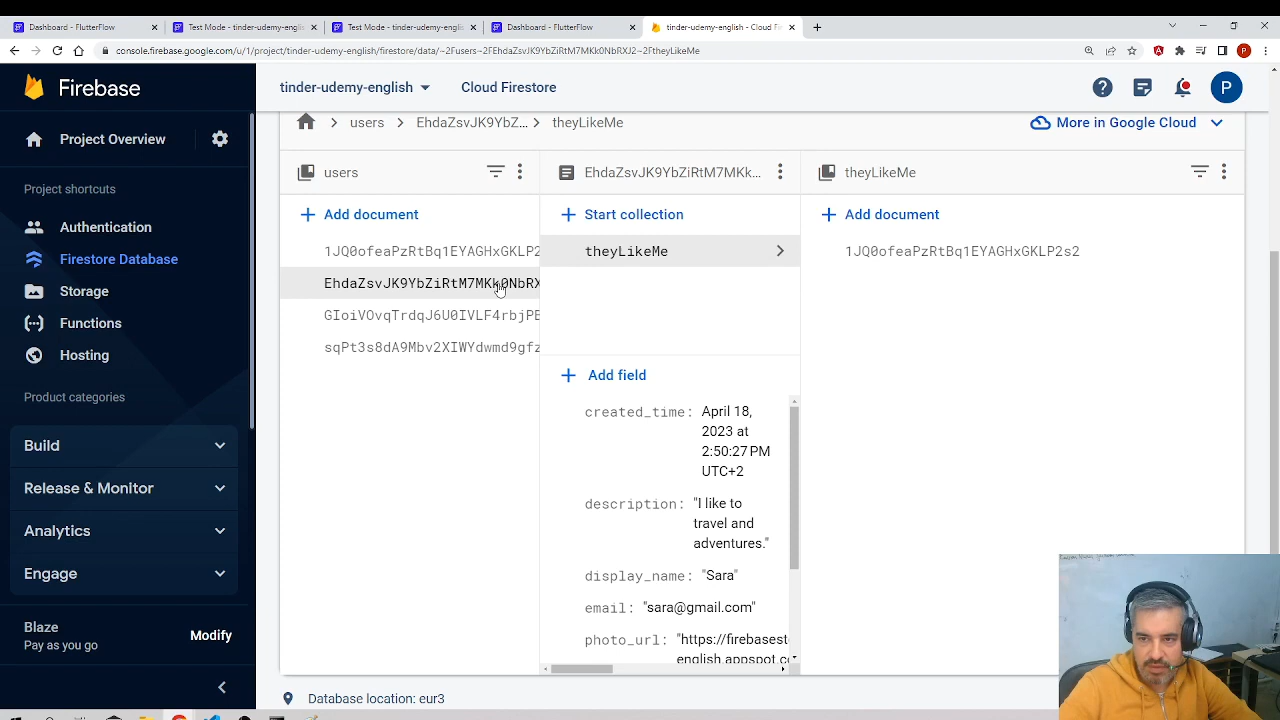 Dashboard - FlutterFlow
Test Mode - tinder-udemy-englis
Test Mode - tinder-udemy-englis
Dashboard - FlutterFlow
tinder-udemy-english - Cloud Fir
console.firebase.google.com/u/1/project/tinder-udemy-english/firestore/data/~2Fusers~2FEhdaZsvJK9YbZiRtM7MKk0NbRXJ2~2FtheyLikeMe
P
Firebase
tinder-udemy-english
Cloud Firestore
P
Project Overview
Project shortcuts
Authentication
Firestore Database
Storage
Functions
Hosting
Product categories
Build
Release & Monitor
Analytics
Engage
Blaze
Pay as you go
Modify
users
EhdaZsvJK9YbZ...
theyLikeMe
More in Google Cloud
users
Add document
1JQ0ofeaPzRtBq1EYAGHxGKLP2
EhdaZsvJK9YbZiRtM7MKk0NbRX
GIoiVOvqTrdqJ6U0IVLF4rbjPE
sqPt3s8dA9Mbv2XIWYdwmd9gfz
EhdaZsvJK9YbZiRtM7MKk...
Start collection
theyLikeMe
Add field
created_time: April 18,
2023 at
2:50:27 PM
UTC+2
description: "I like to
travel and
adventures."
display_name: "Sara"
email: "sara@gmail.com"
photo_url: "https://firebasest
english.appspot.co
theyLikeMe
Add document
1JQ0ofeaPzRtBq1EYAGHxGKLP2s2
Database location: eur3